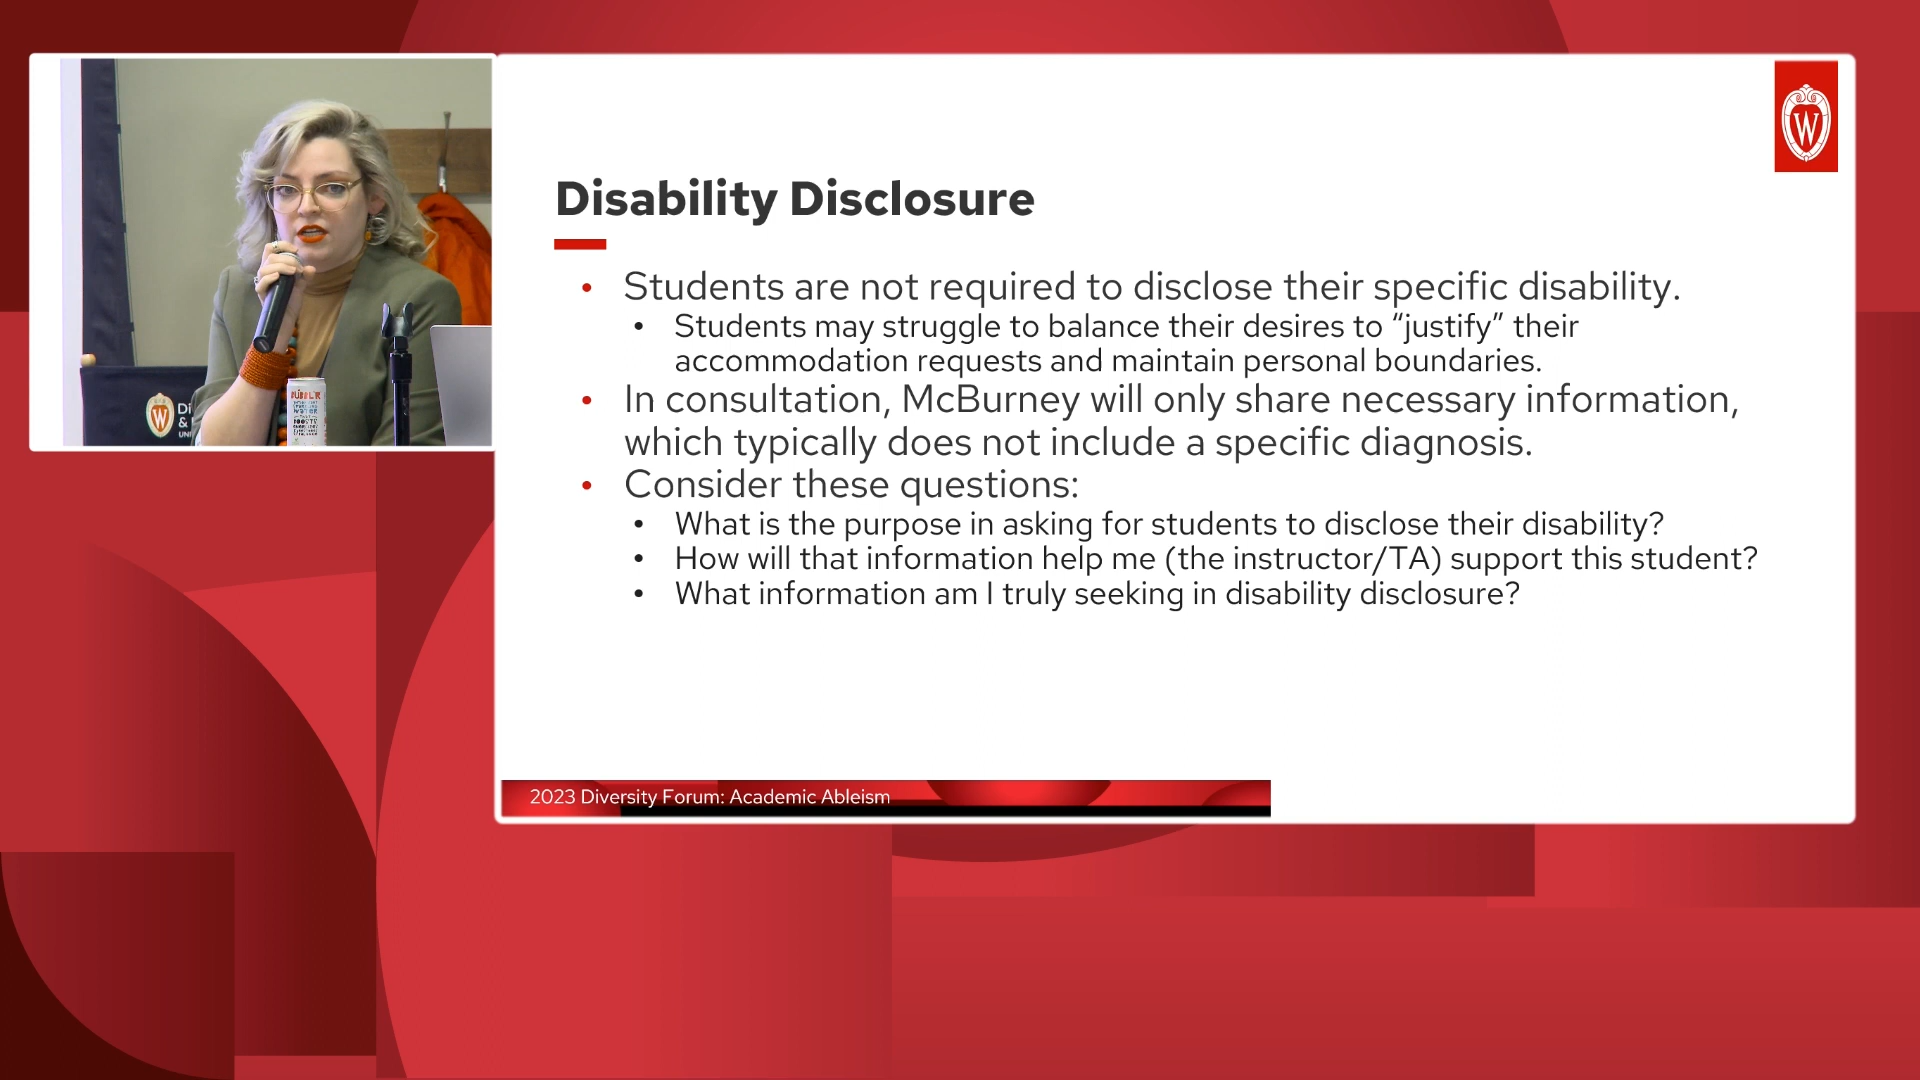 Disability Disclosure
• Students are not required to disclose their specific disability.
• Students may struggle to balance their desires to “justify” their
accommodation requests and maintain personal boundaries.
• In consultation, McBurney will only share necessary information,
which typically does not include a specific diagnosis.
• Consider these questions:
• What is the purpose in asking for students to disclose their disability?
• How will that information help me (the instructor/TA) support this student?
• What information am I truly seeking in disability disclosure?
2023 Diversity Forum: Academic Ableism
W
W
Di
&
UNI
BUBBL'R